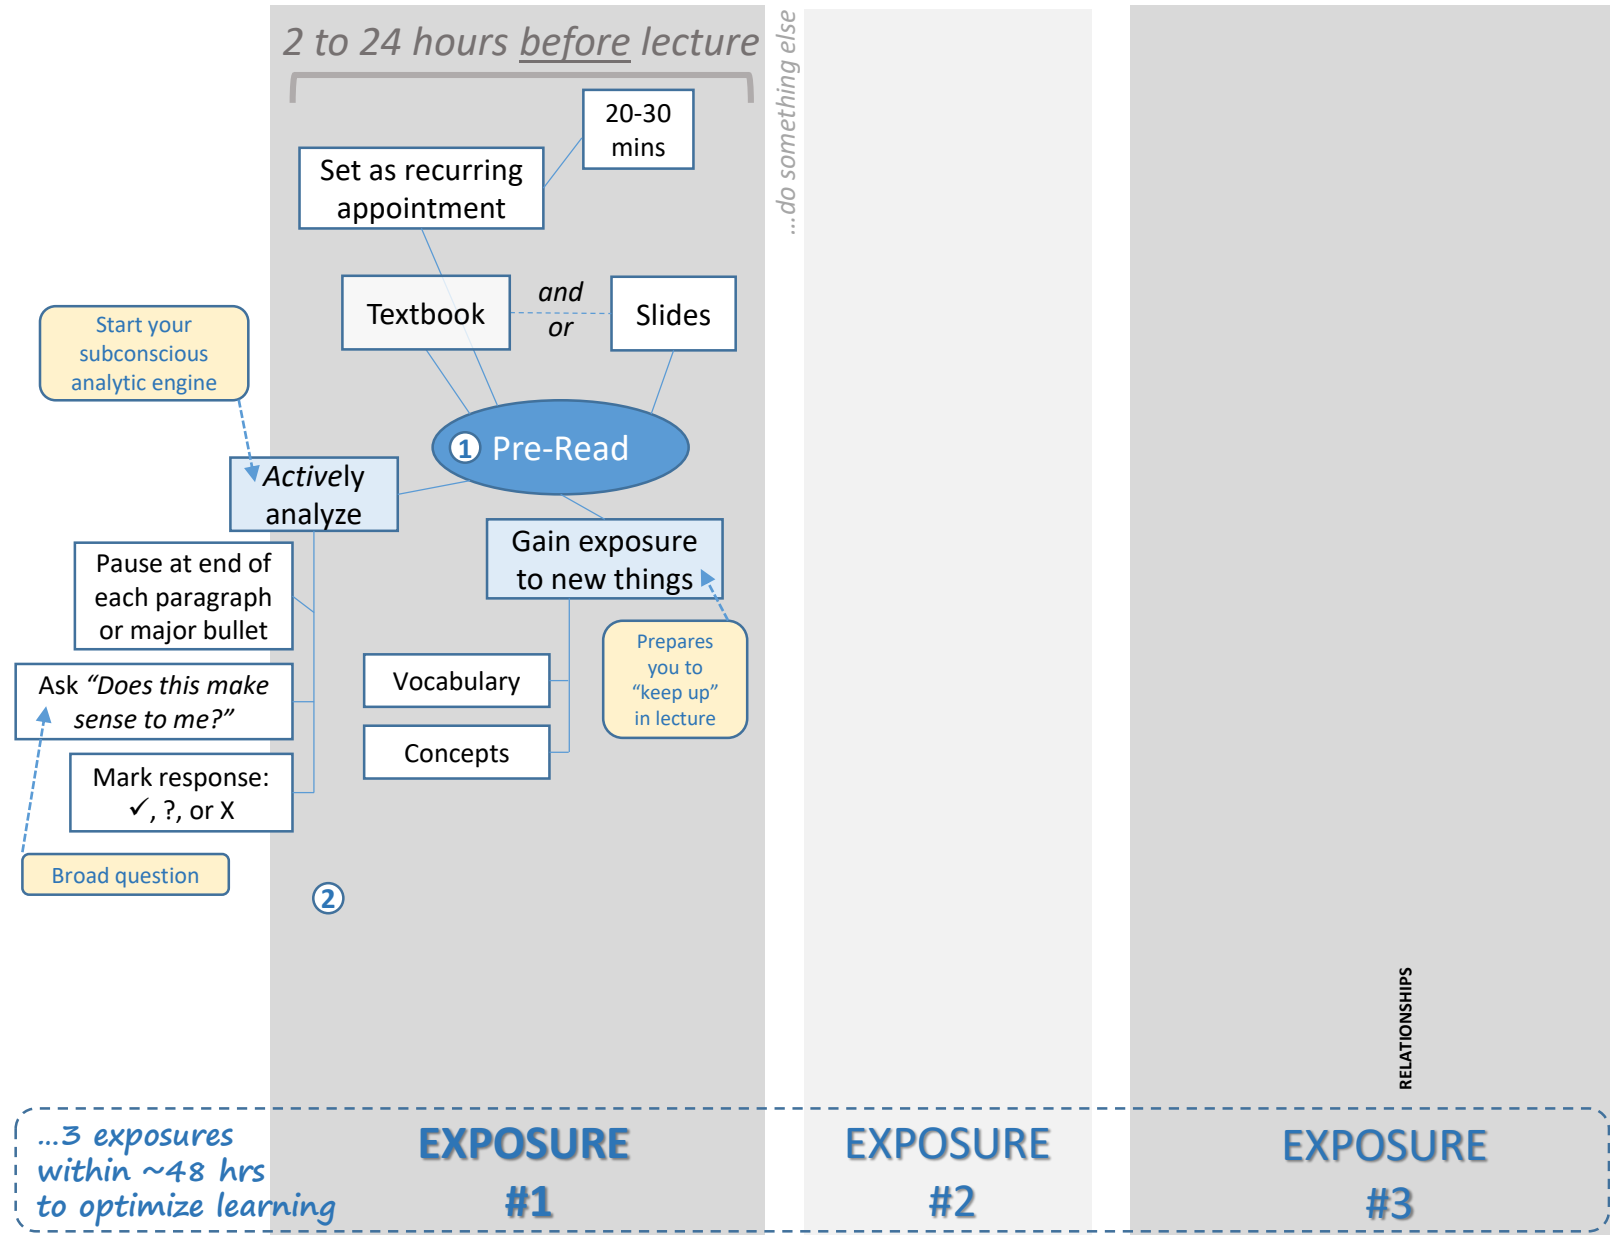 2 to 24 hours before lecture
...do something else
20-30
mins
Set as recurring
appointment
Textbook
and
or
Slides
Start your
subconscious
analytic engine
1 Pre-Read
Actively
analyze
Gain exposure
to new things
Pause at end of
each paragraph
or major bullet
Prepares
you to
“keep up”
in lecture
Ask “Does this make
sense to me?”
Vocabulary
Concepts
Mark response:
✓, ?, or X
Broad question
2
RELATIONSHIPS
...3 exposures
within ~48 hrs
to optimize learning
EXPOSURE
#1
EXPOSURE
#2
EXPOSURE
#3